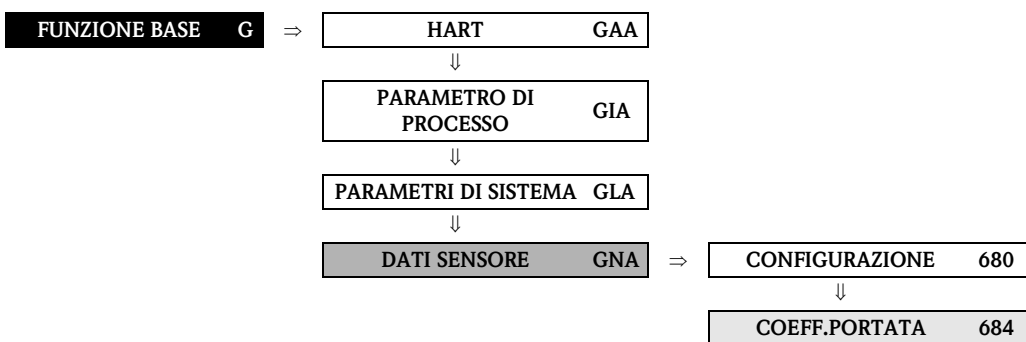 FUNZIONE BASE G ⇒ HART GAA
⇓
PARAMETRO DI
PROCESSO GIA
⇓
PARAMETRI DI SISTEMA GLA
⇓
DATI SENSORE GNA ⇒ CONFIGURAZIONE 680
⇓
COEFF.PORTATA 684